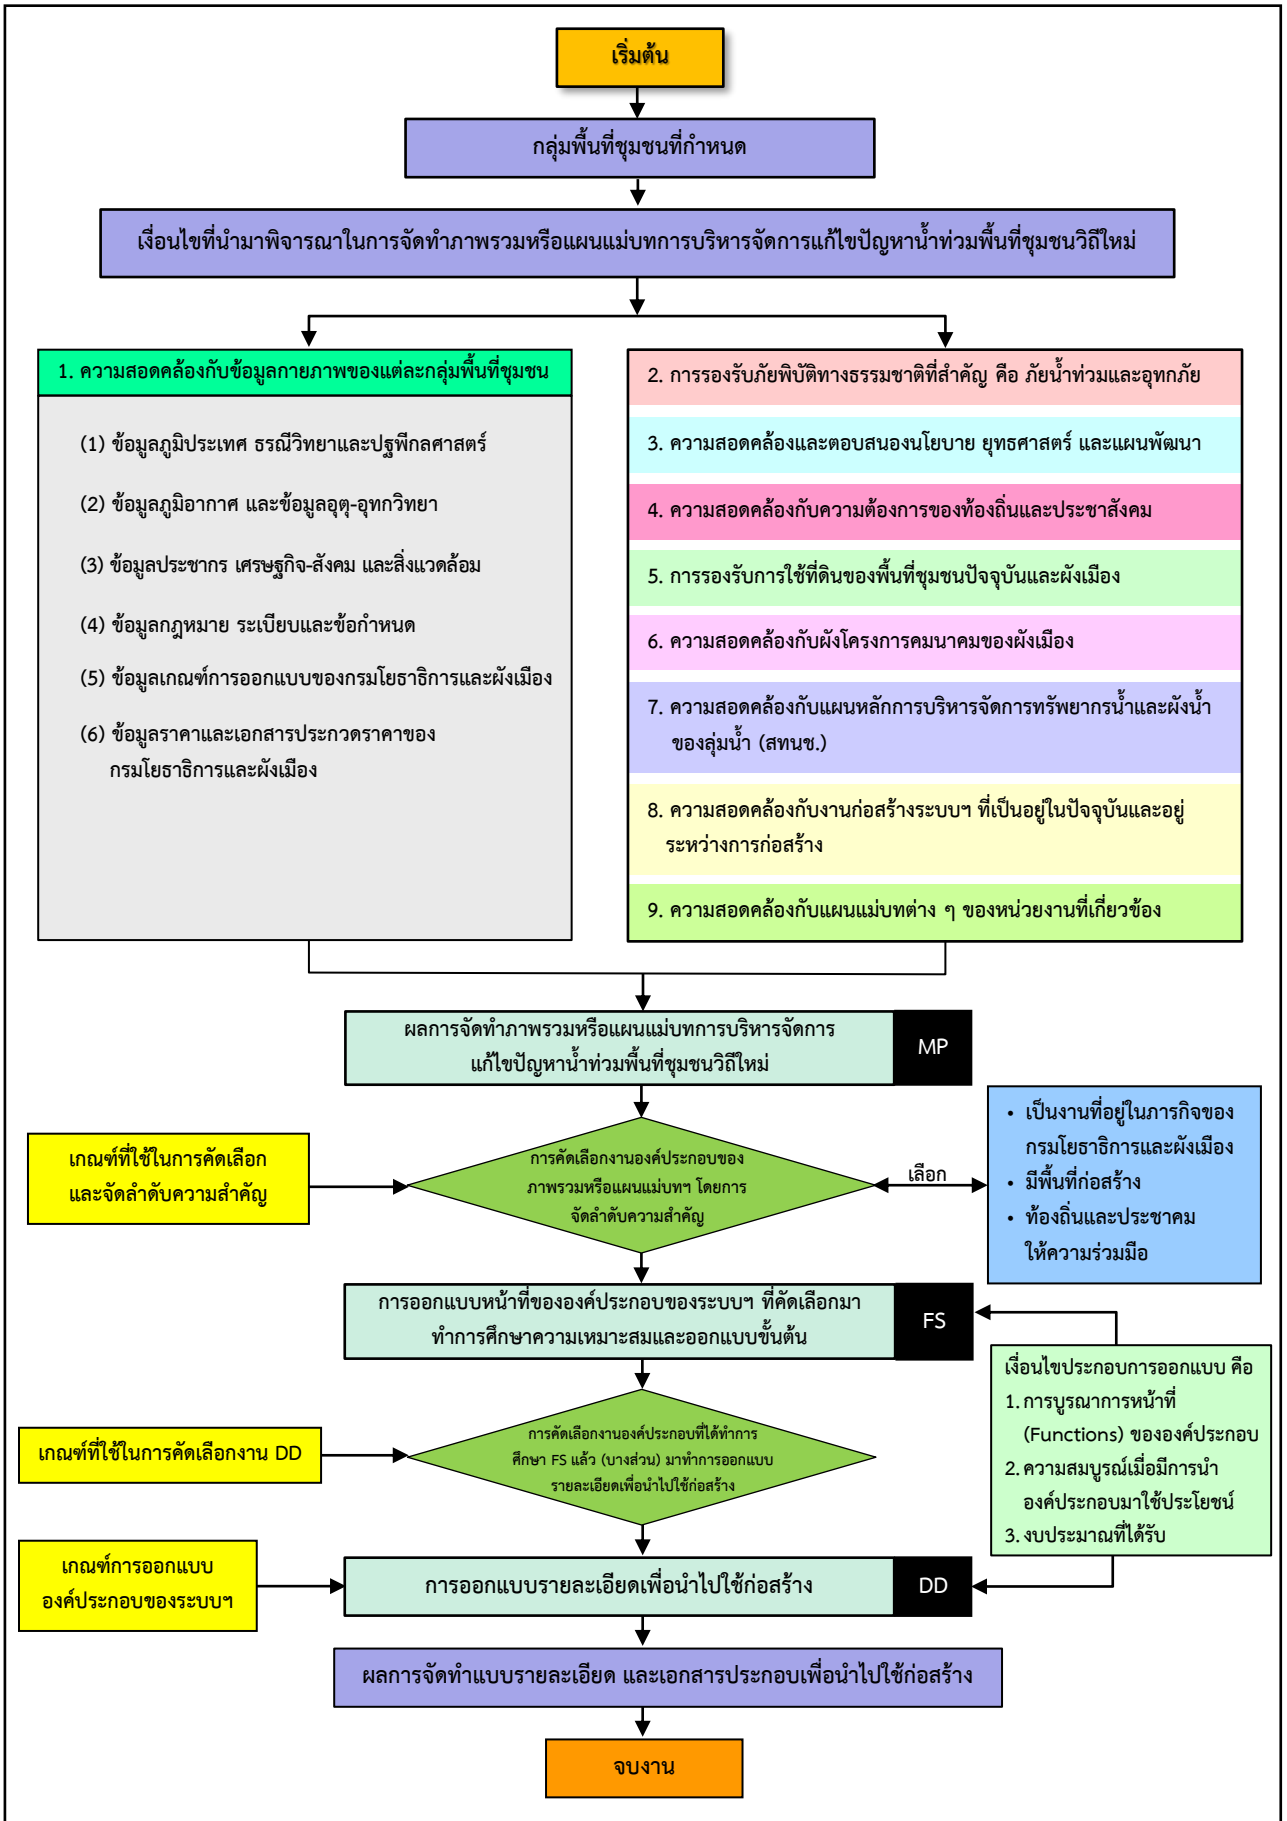 เริ่มต้น
กลุ่มพื้นที่ชุมชนที่กำหนด
เงื่อนไขที่นำมาพิจารณาในการจัดทำภาพรวมหรือแผนแม่บทการบริหารจัดการแก้ไขปัญหาน้ำท่วมพื้นที่ชุมชนวิถีใหม่
1. ความสอดคล้องกับข้อมูลกายภาพของแต่ละกลุ่มพื้นที่ชุมชน
(1) ข้อมูลภูมิประเทศ ธรณีวิทยาและปฐพีกลศาสตร์
(2) ข้อมูลภูมิอากาศ และข้อมูลอุตุ-อุทกวิทยา
(3) ข้อมูลประชากร เศรษฐกิจ-สังคม และสิ่งแวดล้อม
(4) ข้อมูลกฎหมาย ระเบียบและข้อกำหนด
(5) ข้อมูลเกณฑ์การออกแบบของกรมโยธาธิการและผังเมือง
(6) ข้อมูลราคาและเอกสารประกวดราคาของ
กรมโยธาธิการและผังเมือง
2. การรองรับภัยพิบัติทางธรรมชาติที่สำคัญ คือ ภัยน้ำท่วมและอุทกภัย
3. ความสอดคล้องและตอบสนองนโยบาย ยุทธศาสตร์ และแผนพัฒนา
4. ความสอดคล้องกับความต้องการของท้องถิ่นและประชาสังคม
5. การรองรับการใช้ที่ดินของพื้นที่ชุมชนปัจจุบันและผังเมือง
6. ความสอดคล้องกับผังโครงการคมนาคมของผังเมือง
7. ความสอดคล้องกับแผนหลักการบริหารจัดการทรัพยากรน้ำและผังน้ำ
ของลุ่มน้ำ (สทนช.)
8. ความสอดคล้องกับงานก่อสร้างระบบฯ ที่เป็นอยู่ในปัจจุบันและอยู่
ระหว่างการก่อสร้าง
9. ความสอดคล้องกับแผนแม่บทต่าง ๆ ของหน่วยงานที่เกี่ยวข้อง
ผลการจัดทำภาพรวมหรือแผนแม่บทการบริหารจัดการ
แก้ไขปัญหาน้ำท่วมพื้นที่ชุมชนวิถีใหม่
MP
เกณฑ์ที่ใช้ในการคัดเลือก
และจัดลำดับความสำคัญ
การคัดเลือกงานองค์ประกอบของ
ภาพรวมหรือแผนแม่บทฯ โดยการ
จัดลำดับความสำคัญ
เลือก
• เป็นงานที่อยู่ในภารกิจของ
กรมโยธาธิการและผังเมือง
• มีพื้นที่ก่อสร้าง
• ท้องถิ่นและประชาคม
ให้ความร่วมมือ
การออกแบบหน้าที่ขององค์ประกอบของระบบฯ ที่คัดเลือกมา
ทำการศึกษาความเหมาะสมและออกแบบขั้นต้น
FS
เงื่อนไขประกอบการออกแบบ คือ
1. การบูรณาการหน้าที่
(Functions) ขององค์ประกอบ
2. ความสมบูรณ์เมื่อมีการนำ
องค์ประกอบมาใช้ประโยชน์
3. งบประมาณที่ได้รับ
เกณฑ์ที่ใช้ในการคัดเลือกงาน DD
การคัดเลือกงานองค์ประกอบที่ได้ทำการ
ศึกษา FS แล้ว (บางส่วน) มาทำการออกแบบ
รายละเอียดเพื่อนำไปใช้ก่อสร้าง
เกณฑ์การออกแบบ
องค์ประกอบของระบบฯ
การออกแบบรายละเอียดเพื่อนำไปใช้ก่อสร้าง
DD
ผลการจัดทำแบบรายละเอียด และเอกสารประกอบเพื่อนำไปใช้ก่อสร้าง
จบงาน